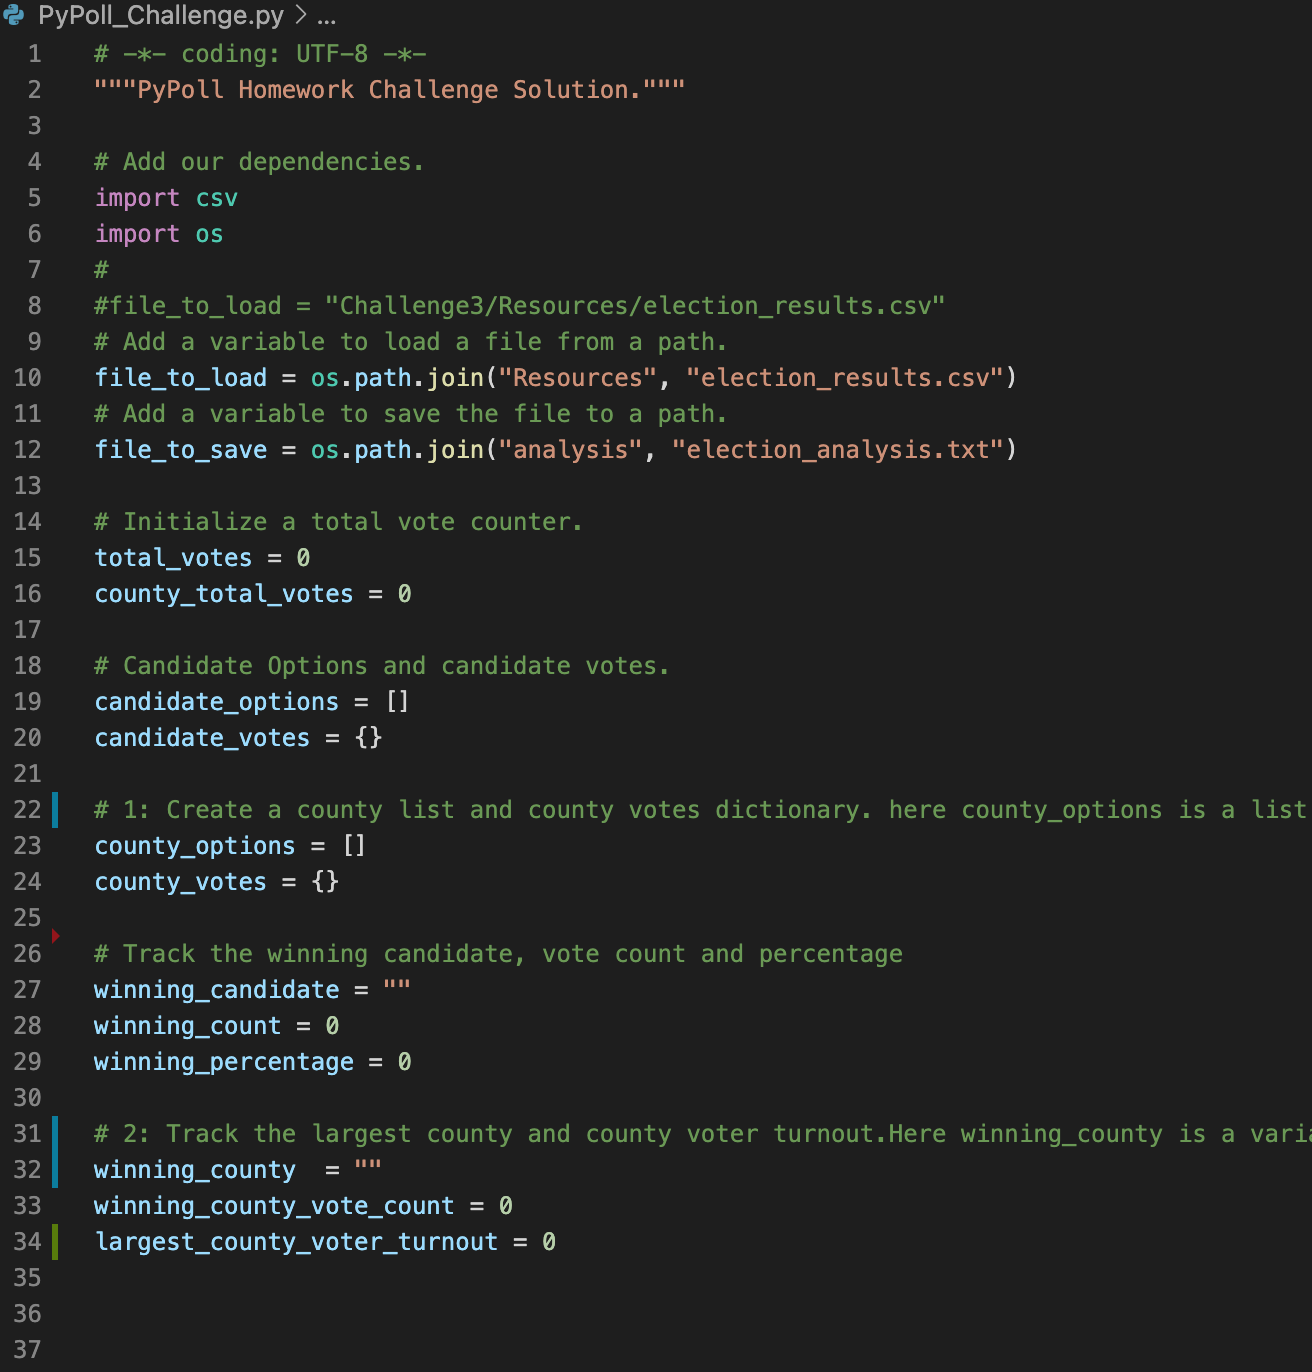 PyPoll_Challenge.py > ...
1 # -*- coding: UTF-8 -*-
2 """PyPoll Homework Challenge Solution."""
3
4 # Add our dependencies.
5 import csv
6 import os
7 #
8 #file_to_load = "Challenge3/Resources/election_results.csv"
9 # Add a variable to load a file from a path.
10 file_to_load = os.path.join("Resources", "election_results.csv")
11 # Add a variable to save the file to a path.
12 file_to_save = os.path.join("analysis", "election_analysis.txt")
13
14 # Initialize a total vote counter.
15 total_votes = 0
16 county_total_votes = 0
17
18 # Candidate Options and candidate votes.
19 candidate_options = []
20 candidate_votes = {}
21
22 # 1: Create a county list and county votes dictionary. here county_options is a list
23 county_options = []
24 county_votes = {}
25
26 # Track the winning candidate, vote count and percentage
27 winning_candidate = ""
28 winning_count = 0
29 winning_percentage = 0
30
31 # 2: Track the largest county and county voter turnout.Here winning_county is a
32 winning_county  = ""
33 winning_county_vote_count = 0
34 largest_county_voter_turnout = 0
35
36
37